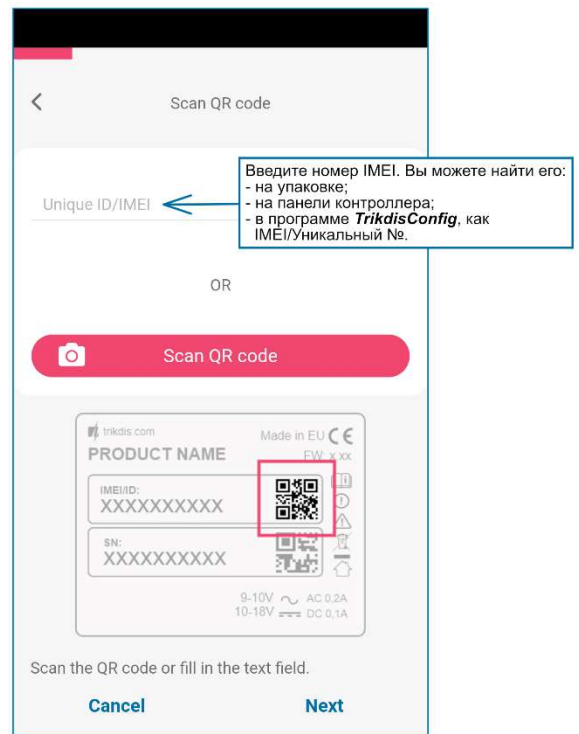 Scan QR code
Введите номер IMEI. Вы можете найти его:
- на упаковке;
- на панели контроллера;
- в программе TrikdisConfig, как
IMEI/Уникальный №.
Unique ID/IMEI
OR
Scan QR code
trikdis.com
Made in EU CE
PRODUCT NAME
FW: x.xx
IMEI/ID:
XXXXXXXXXX
SN:
XXXXXXXXXX
9-10V AC 0,2A
10-18V DC 0,1A
Scan the QR code or fill in the text field.
Cancel Next